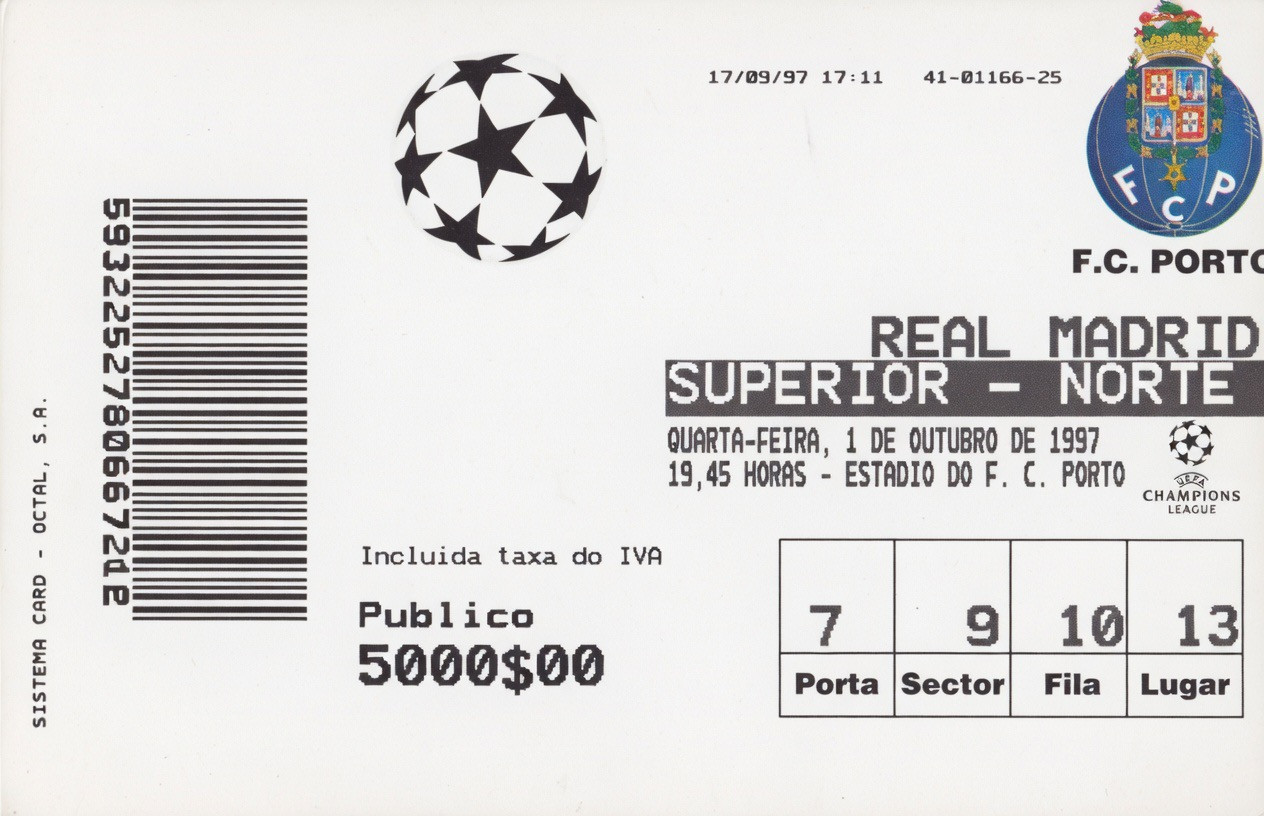 17/09/97 17:11 41-01166-25
F C P
F.C. PORTO
REAL MADRID
SUPERIOR - NORTE
QUARTA-FEIRA, 1 DE OUTUBRO DE 1997
19,45 HORAS - ESTADIO DO F. C. PORTO
UEFA
CHAMPIONS
LEAGUE
Incluida taxa do IVA
Publico
5000$00
7 9 10 13
Porta Sector Fila Lugar
SISTEMA CARD - OCTAL, S.A.